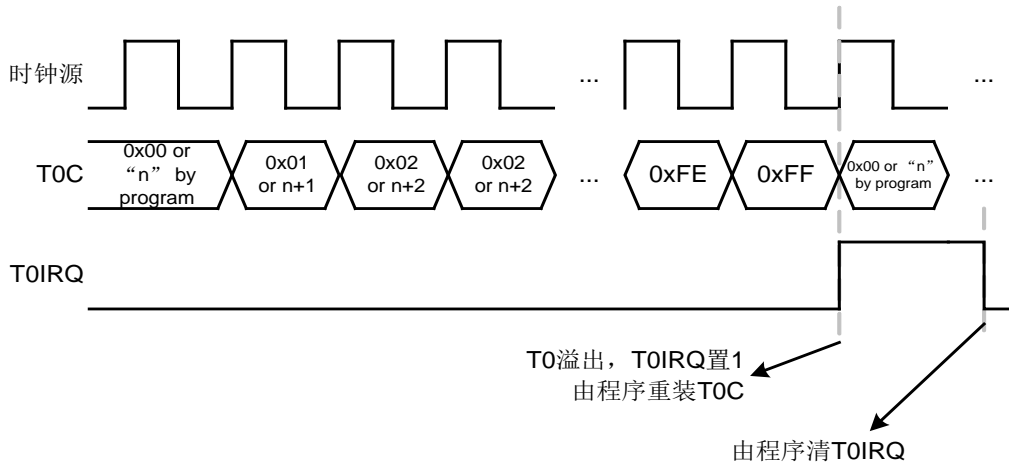 时钟源
...
...
T0C
0x00 or
“n” by
program
0x01
or n+1
0x02
or n+2
0x02
or n+2
...
0xFE
0xFF
0x00 or “n”
by program
...
T0IRQ
T0溢出，T0IRQ置1
由程序重装T0C
由程序清T0IRQ